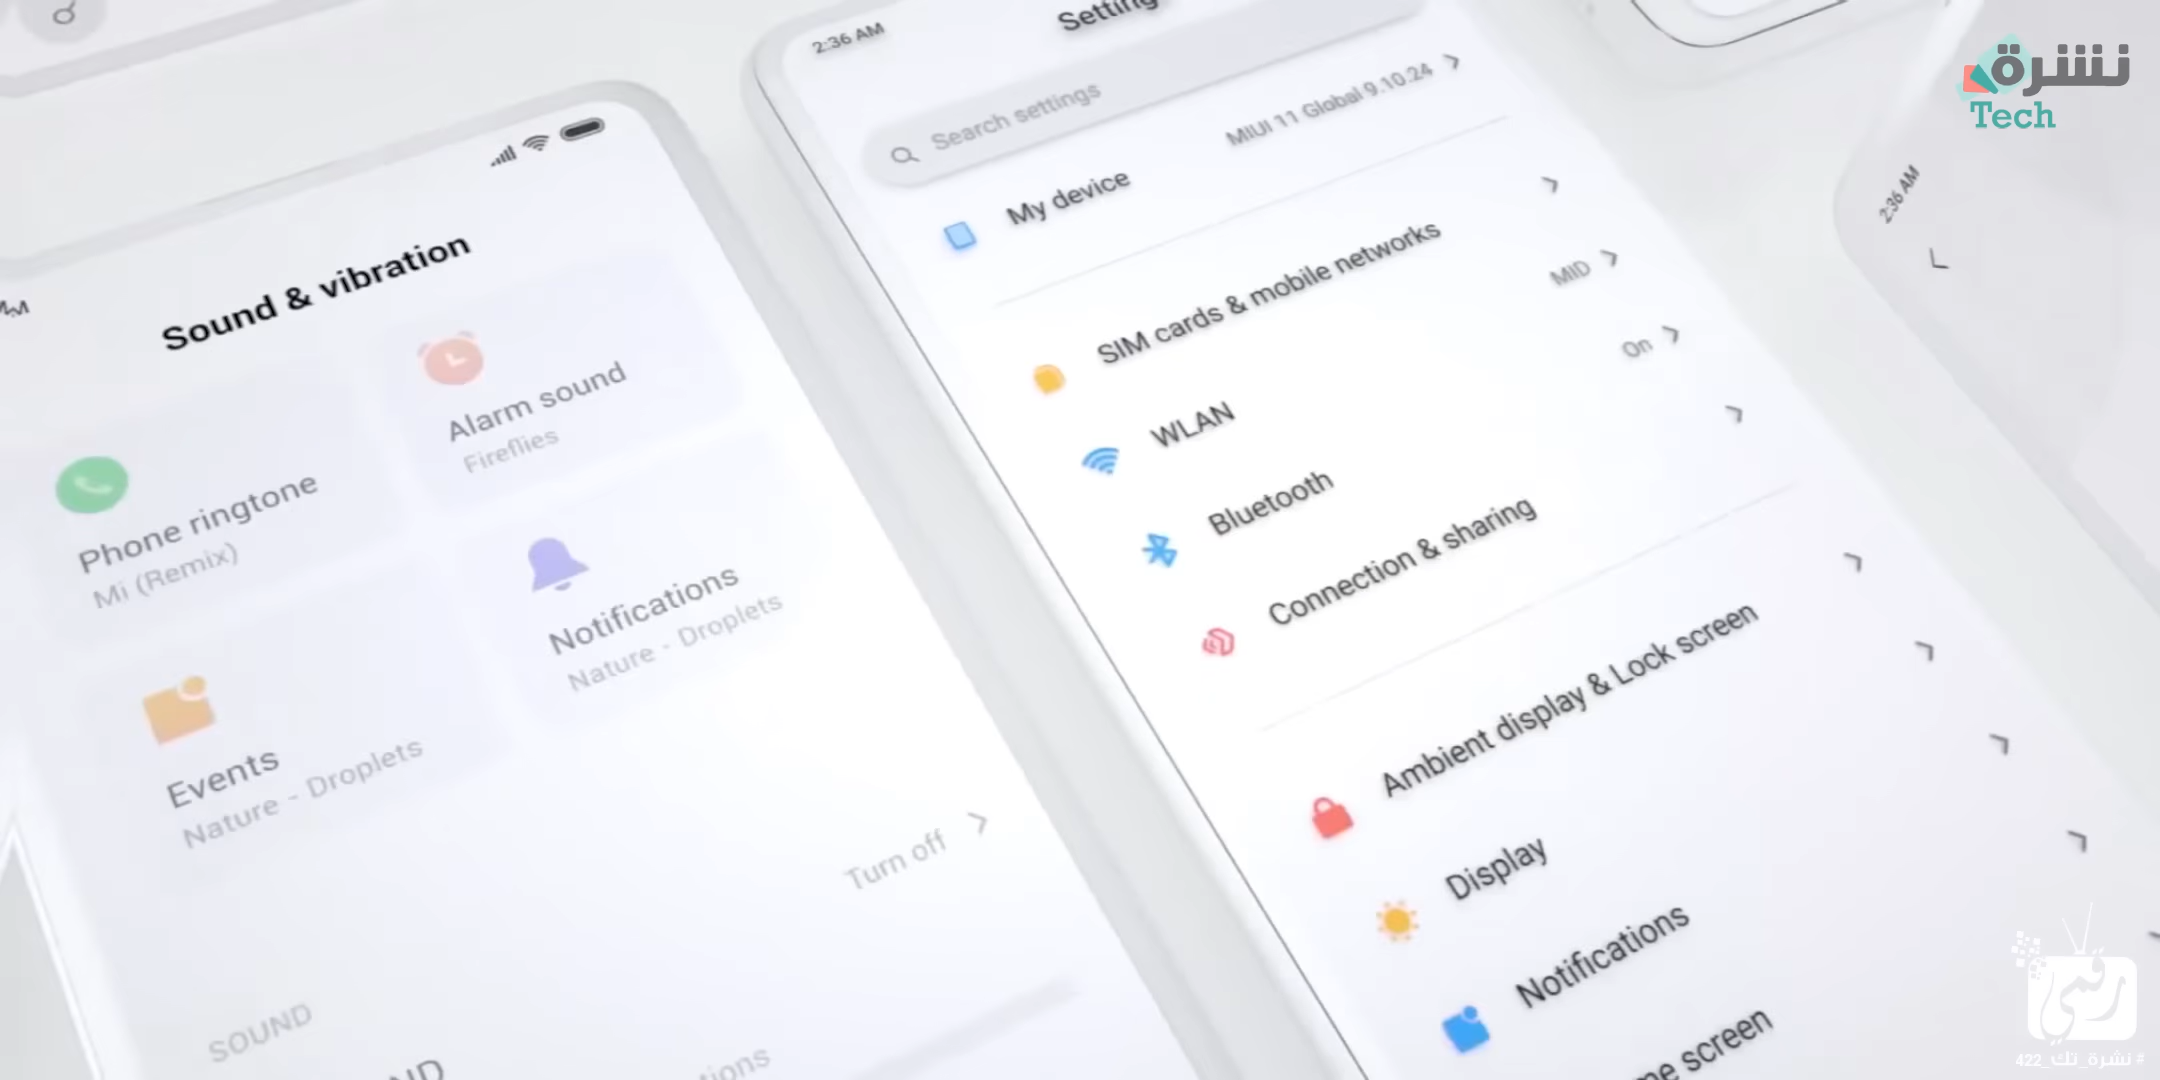 Sound & vibration
Phone ringtone
Mi (Remix)
Alarm sound
Fireflies
Events
Nature - Droplets
Notifications
Nature - Droplets
Turn off
SOUND
2:36 AM
Search settings
My device
MIUI 11 Global 9.10.24
SIM cards & mobile networks
WLAN
MID
Bluetooth
On
Connection & sharing
Ambient display & Lock screen
Display
Notifications
screen
2:36 AM
نشرة
Tech
رقمي
# نشرة_تك_422